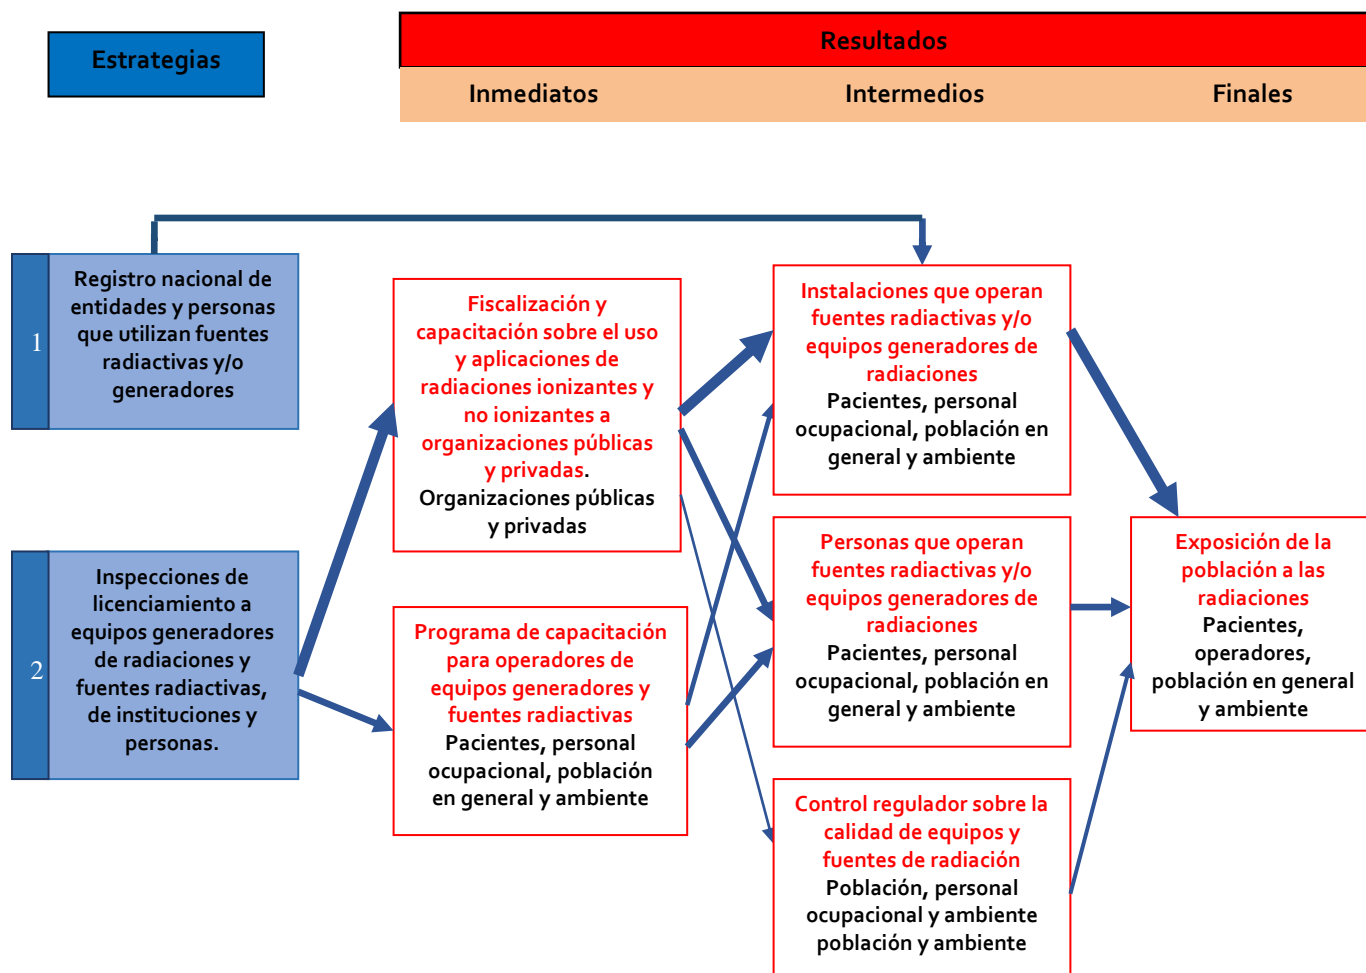 Estrategias
Resultados
Inmediatos
Intermedios
Finales
1
Registro nacional de
entidades y personas
que utilizan fuentes
radiactivas y/o
generadores
2
Inspecciones de
licenciamiento a
equipos generadores
de radiaciones y
fuentes radiactivas,
de instituciones y
personas.
Fiscalización y
capacitación sobre el uso
y aplicaciones de
radiaciones ionizantes y
no ionizantes a
organizaciones públicas
y privadas.
Organizaciones públicas
y privadas
Programa de capacitación
para operadores de
equipos generadores y
fuentes radiactivas
Pacientes, personal
ocupacional, población
en general y ambiente
Instalaciones que operan
fuentes radiactivas y/o
equipos generadores de
radiaciones
Pacientes, personal
ocupacional, población en
general y ambiente
Personas que operan
fuentes radiactivas y/o
equipos generadores de
radiaciones
Pacientes, personal
ocupacional, población en
general y ambiente
Control regulador sobre la
calidad de equipos y
fuentes de radiación
Población, personal
ocupacional y ambiente
población y ambiente
Exposición de la
población a las
radiaciones
Pacientes,
operadores,
población en general
y ambiente